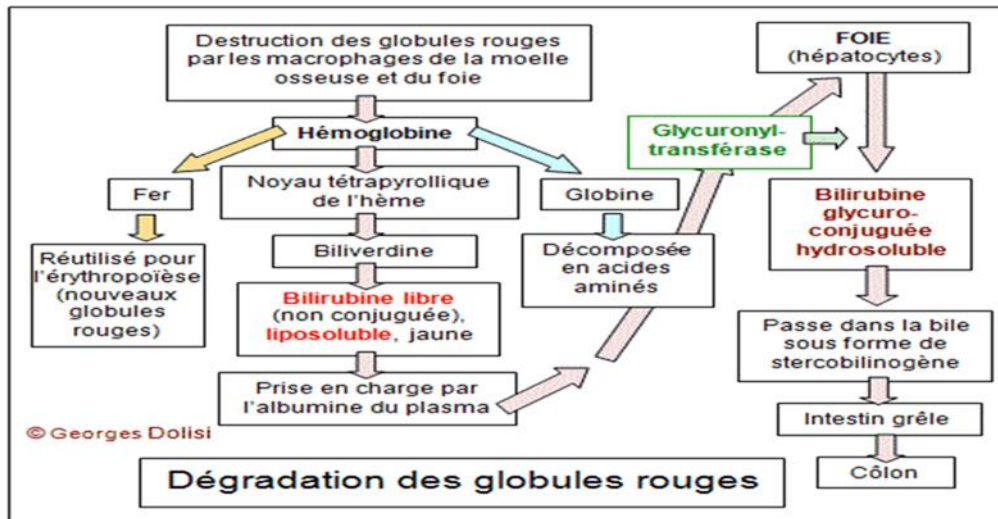 Destruction des globules rouges
par les macrophages de la moelle
osseuse et du foie
Hémoglobine
Fer
Noyau tétrapyrollique
de l'hème
Globine
Réutilisé pour
l'érythropoïèse
(nouveaux
globules
rouges)
Biliverdine
Décomposée
en acides
aminés
Bilirubine libre
(non conjuguée),
liposoluble, jaune
Prise en charge par
l'albumine du plasma
FOIE
(hépatocytes)
Glycuronyl-
transférase
Bilirubine
glycuro-
conjuguée
hydrosoluble
Passe dans la bile
sous forme de
stercobilinogène
Intestin grêle
Côlon
© Georges Dolisi
Dégradation des globules rouges